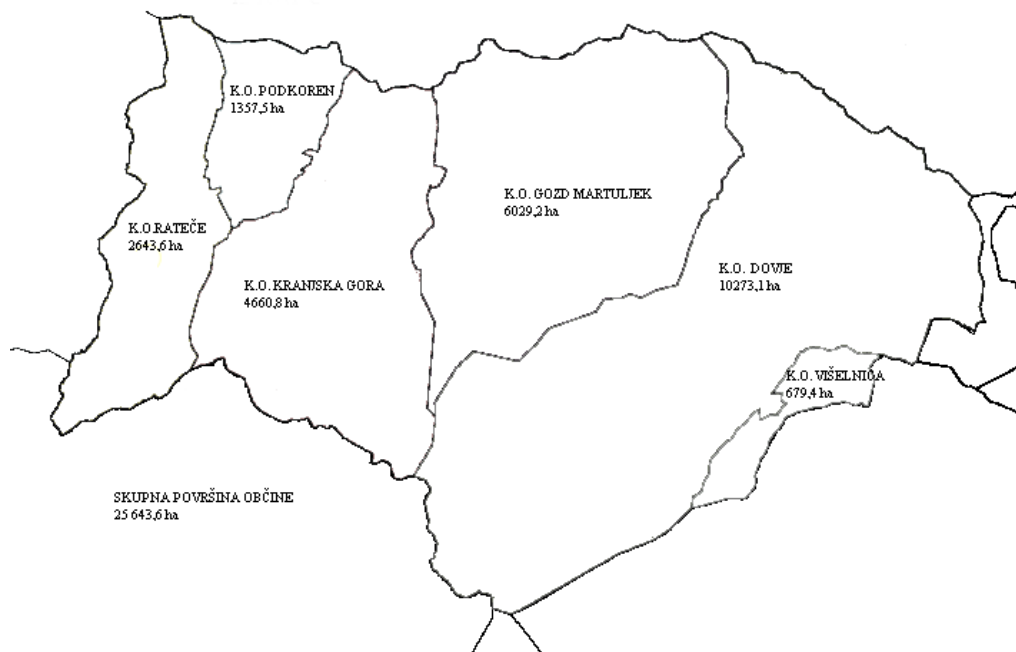 K.O. PODKOREN
1357,5 ha
K.O. GOZD MARTULJEK
6029,2 ha
K.O.RATEČE
2643,6 ha
K.O. KRANJSKA GORA
4660,8 ha
K.O. DOVJE
10273,1 ha
K.O. VIŠELNICA
679,4 ha
SKUPNA POVRŠINA OBČINE
25 643,6 ha